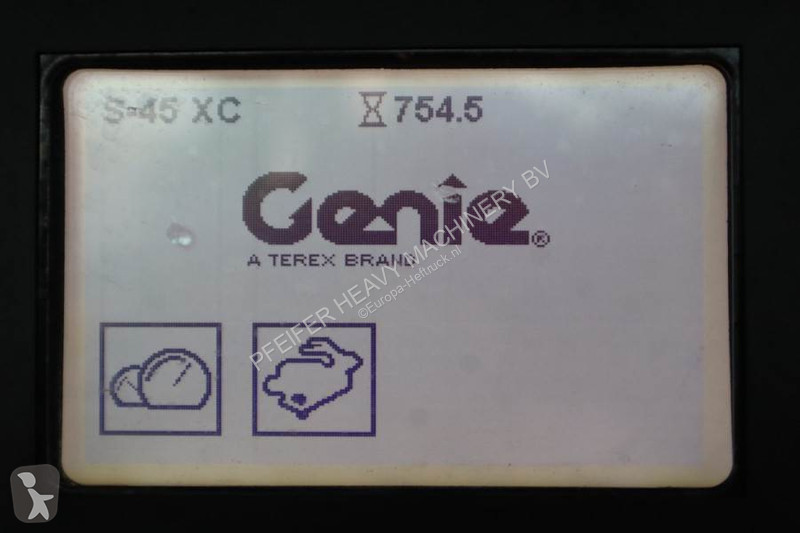 S-45 XC 754.5
Genie®
A TEREX BRAND
PFEIFER HEAVY MACHINERY BV
©Europa-Heftruck.nl